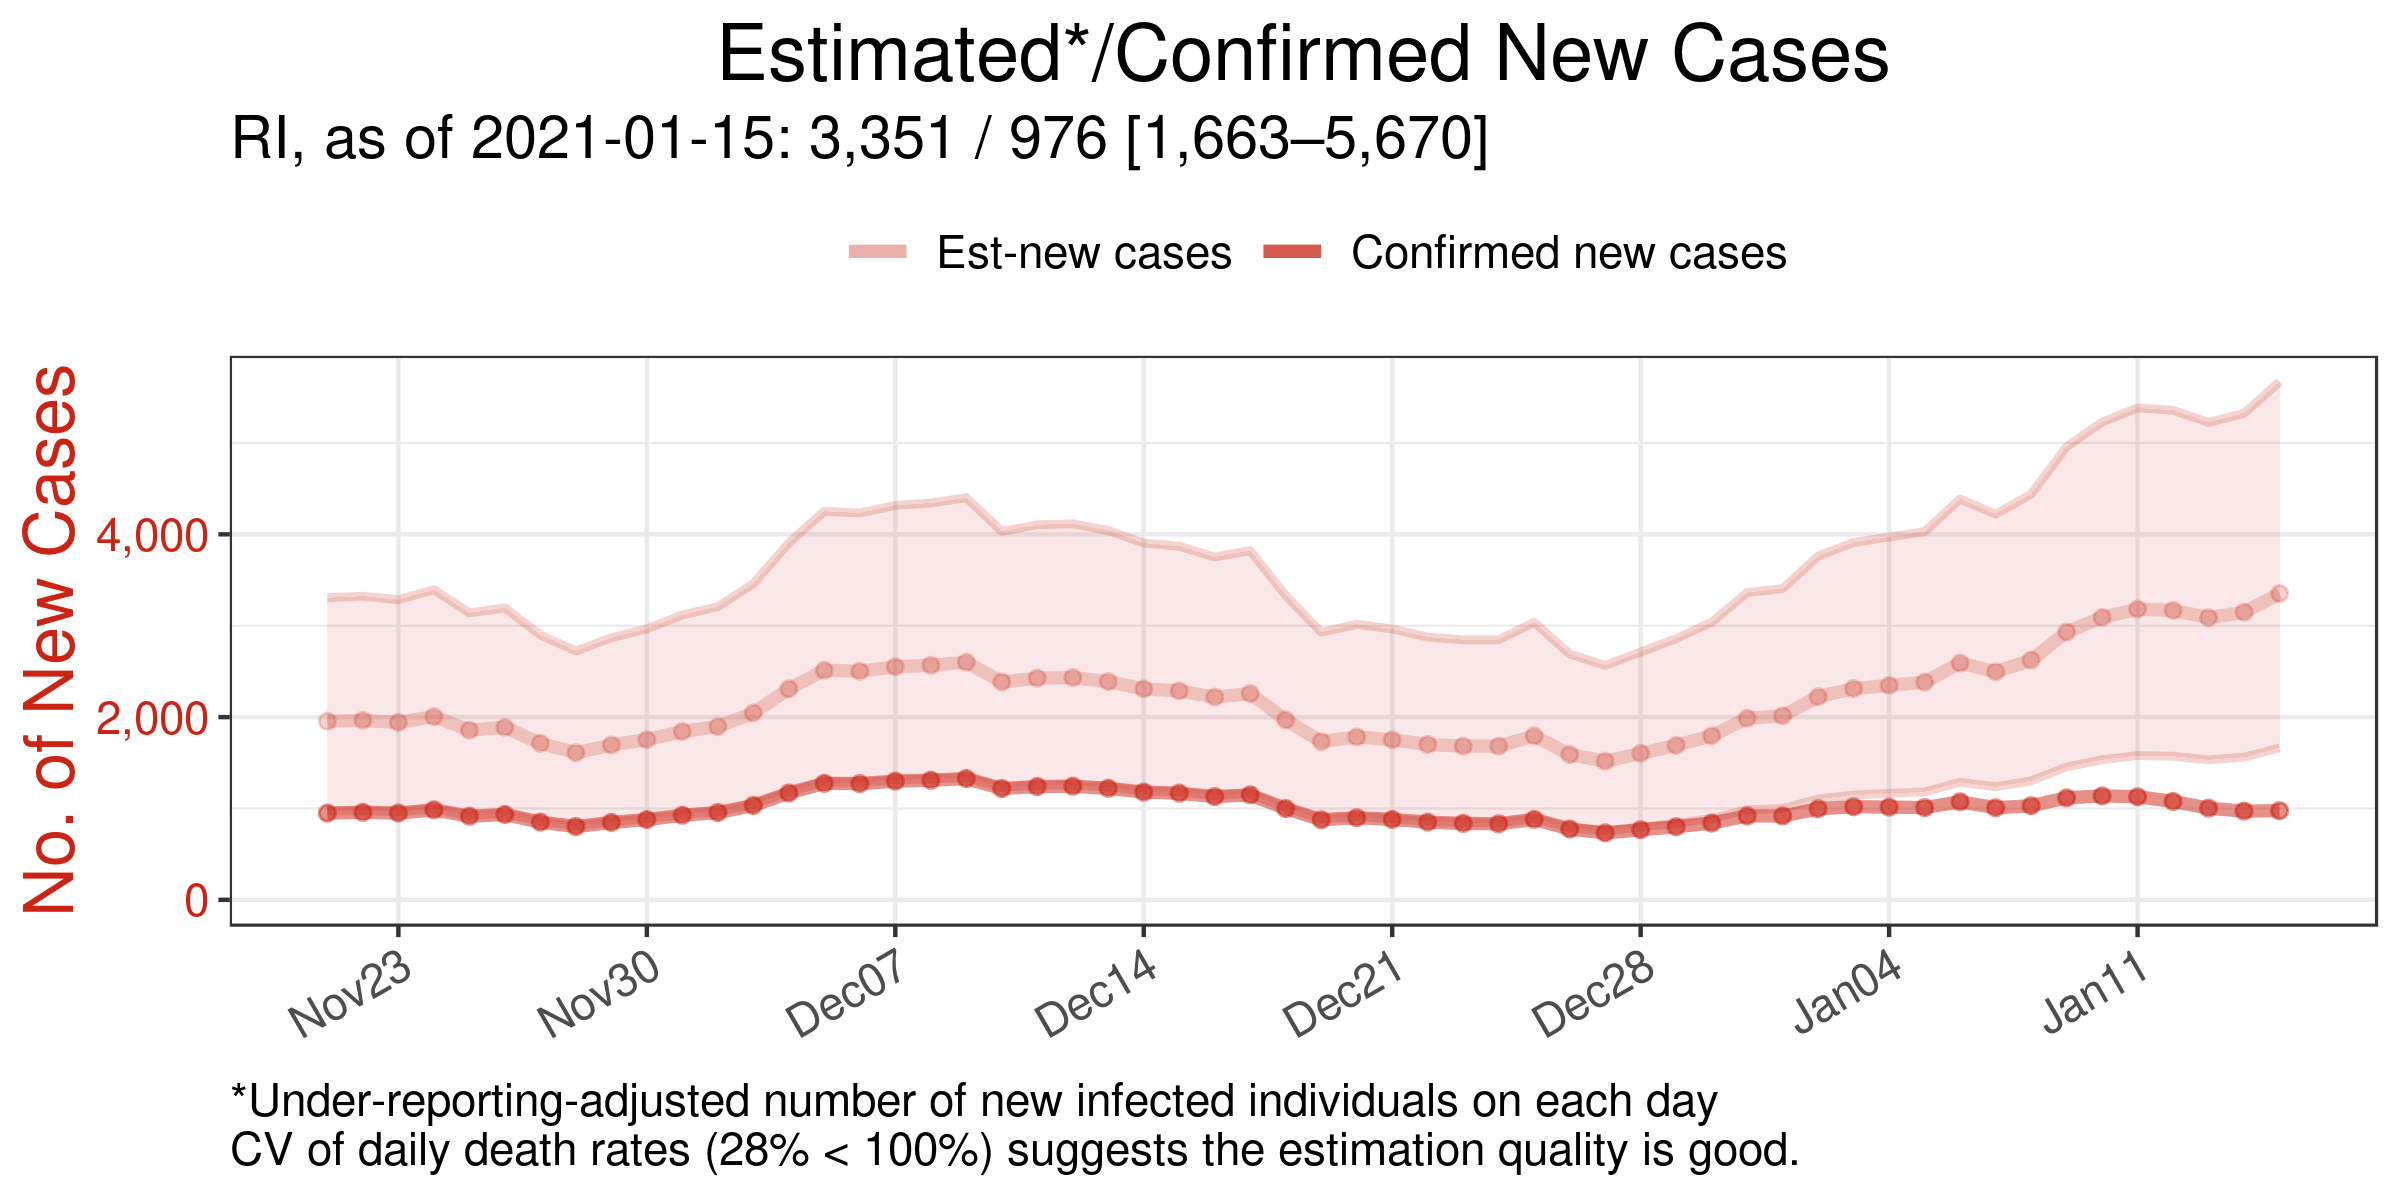 Estimated*/Confirmed New Cases
RI, as of 2021-01-15: 3,351 / 976 [1,663–5,670]
Est-new cases Confirmed new cases
No. of New Cases
4,000
2,000
0
Nov23 Nov30 Dec07 Dec14 Dec21 Dec28 Jan04 Jan11
*Under-reporting-adjusted number of new infected individuals on each day
CV of daily death rates (28% < 100%) suggests the estimation quality is good.